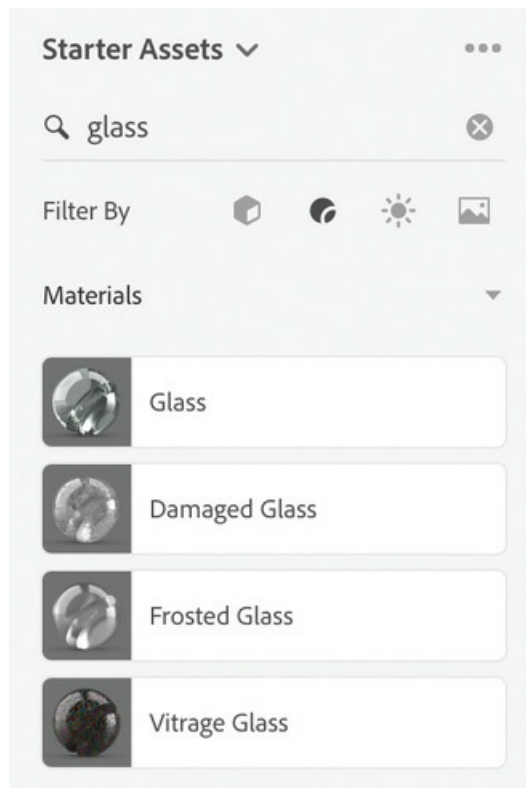 Starter Assets
glass
Filter By
Materials
Glass
Damaged Glass
Frosted Glass
Vitrage Glass